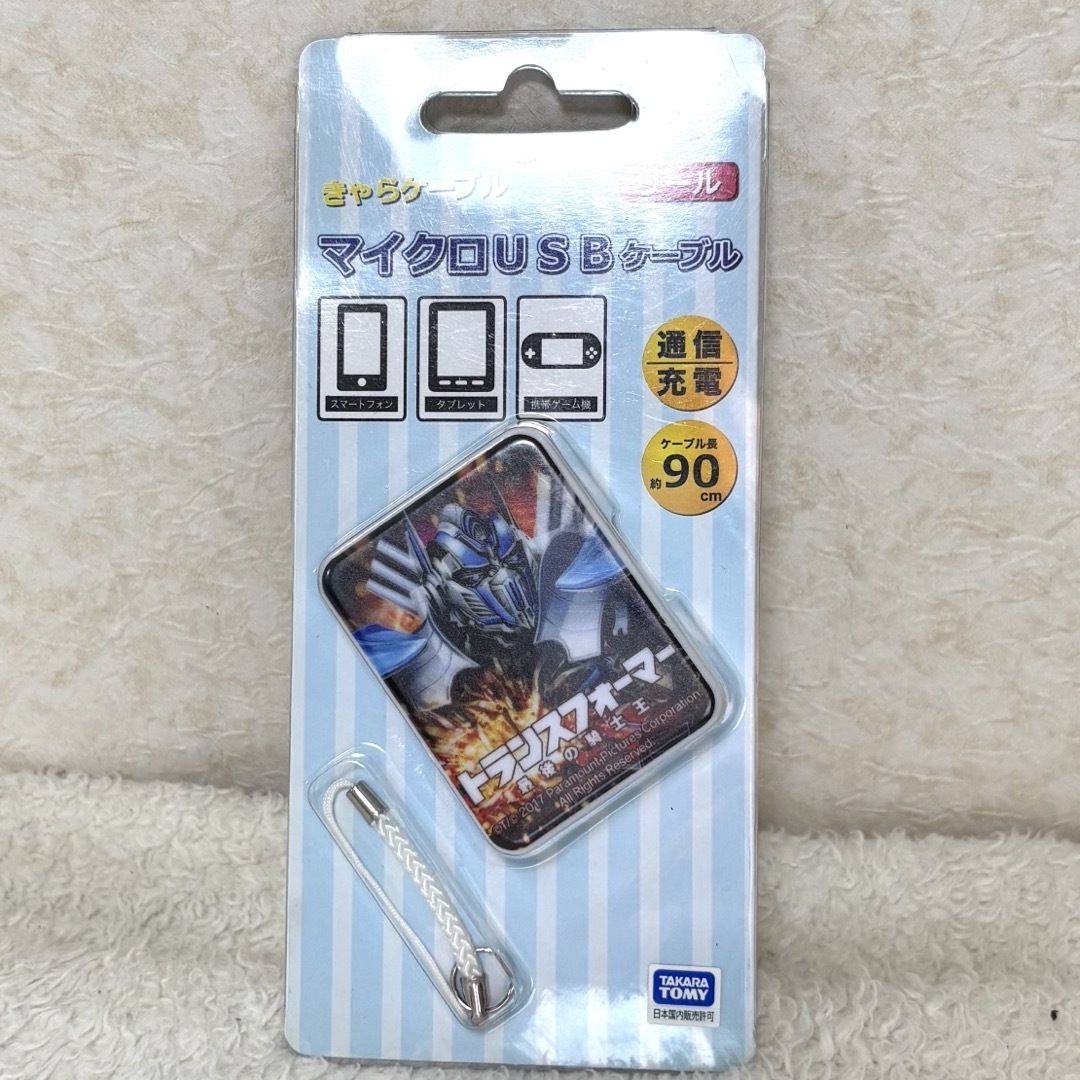 きゃらケーブル
リール
マイクロUSBケーブル
スマートフォン
タブレット
携帯ゲーム機
通信
充電
ケーブル長
約90cm
トランスフォーマー
最後の騎士王
©T/© 2017 Paramount Pictures Corporation
All Rights Reserved.
TAKARA
TOMY
日本国内販売許可